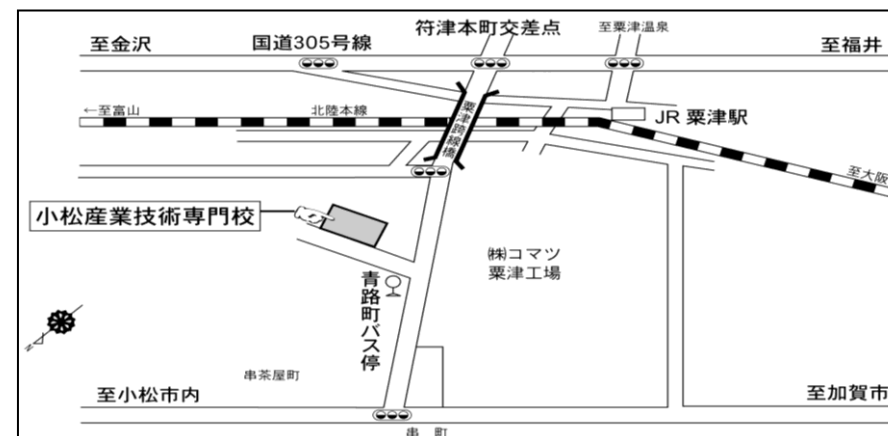 符津本町交差点
至粟津温泉
至金沢
国道305号線
至福井
←至富山
北陸本線
粟津跨線橋
JR 粟津駅
至大阪
小松産業技術専門校
㈱コマツ
粟津工場
青路町バス停
N
串茶屋町
至小松市内
至加賀市
串 町